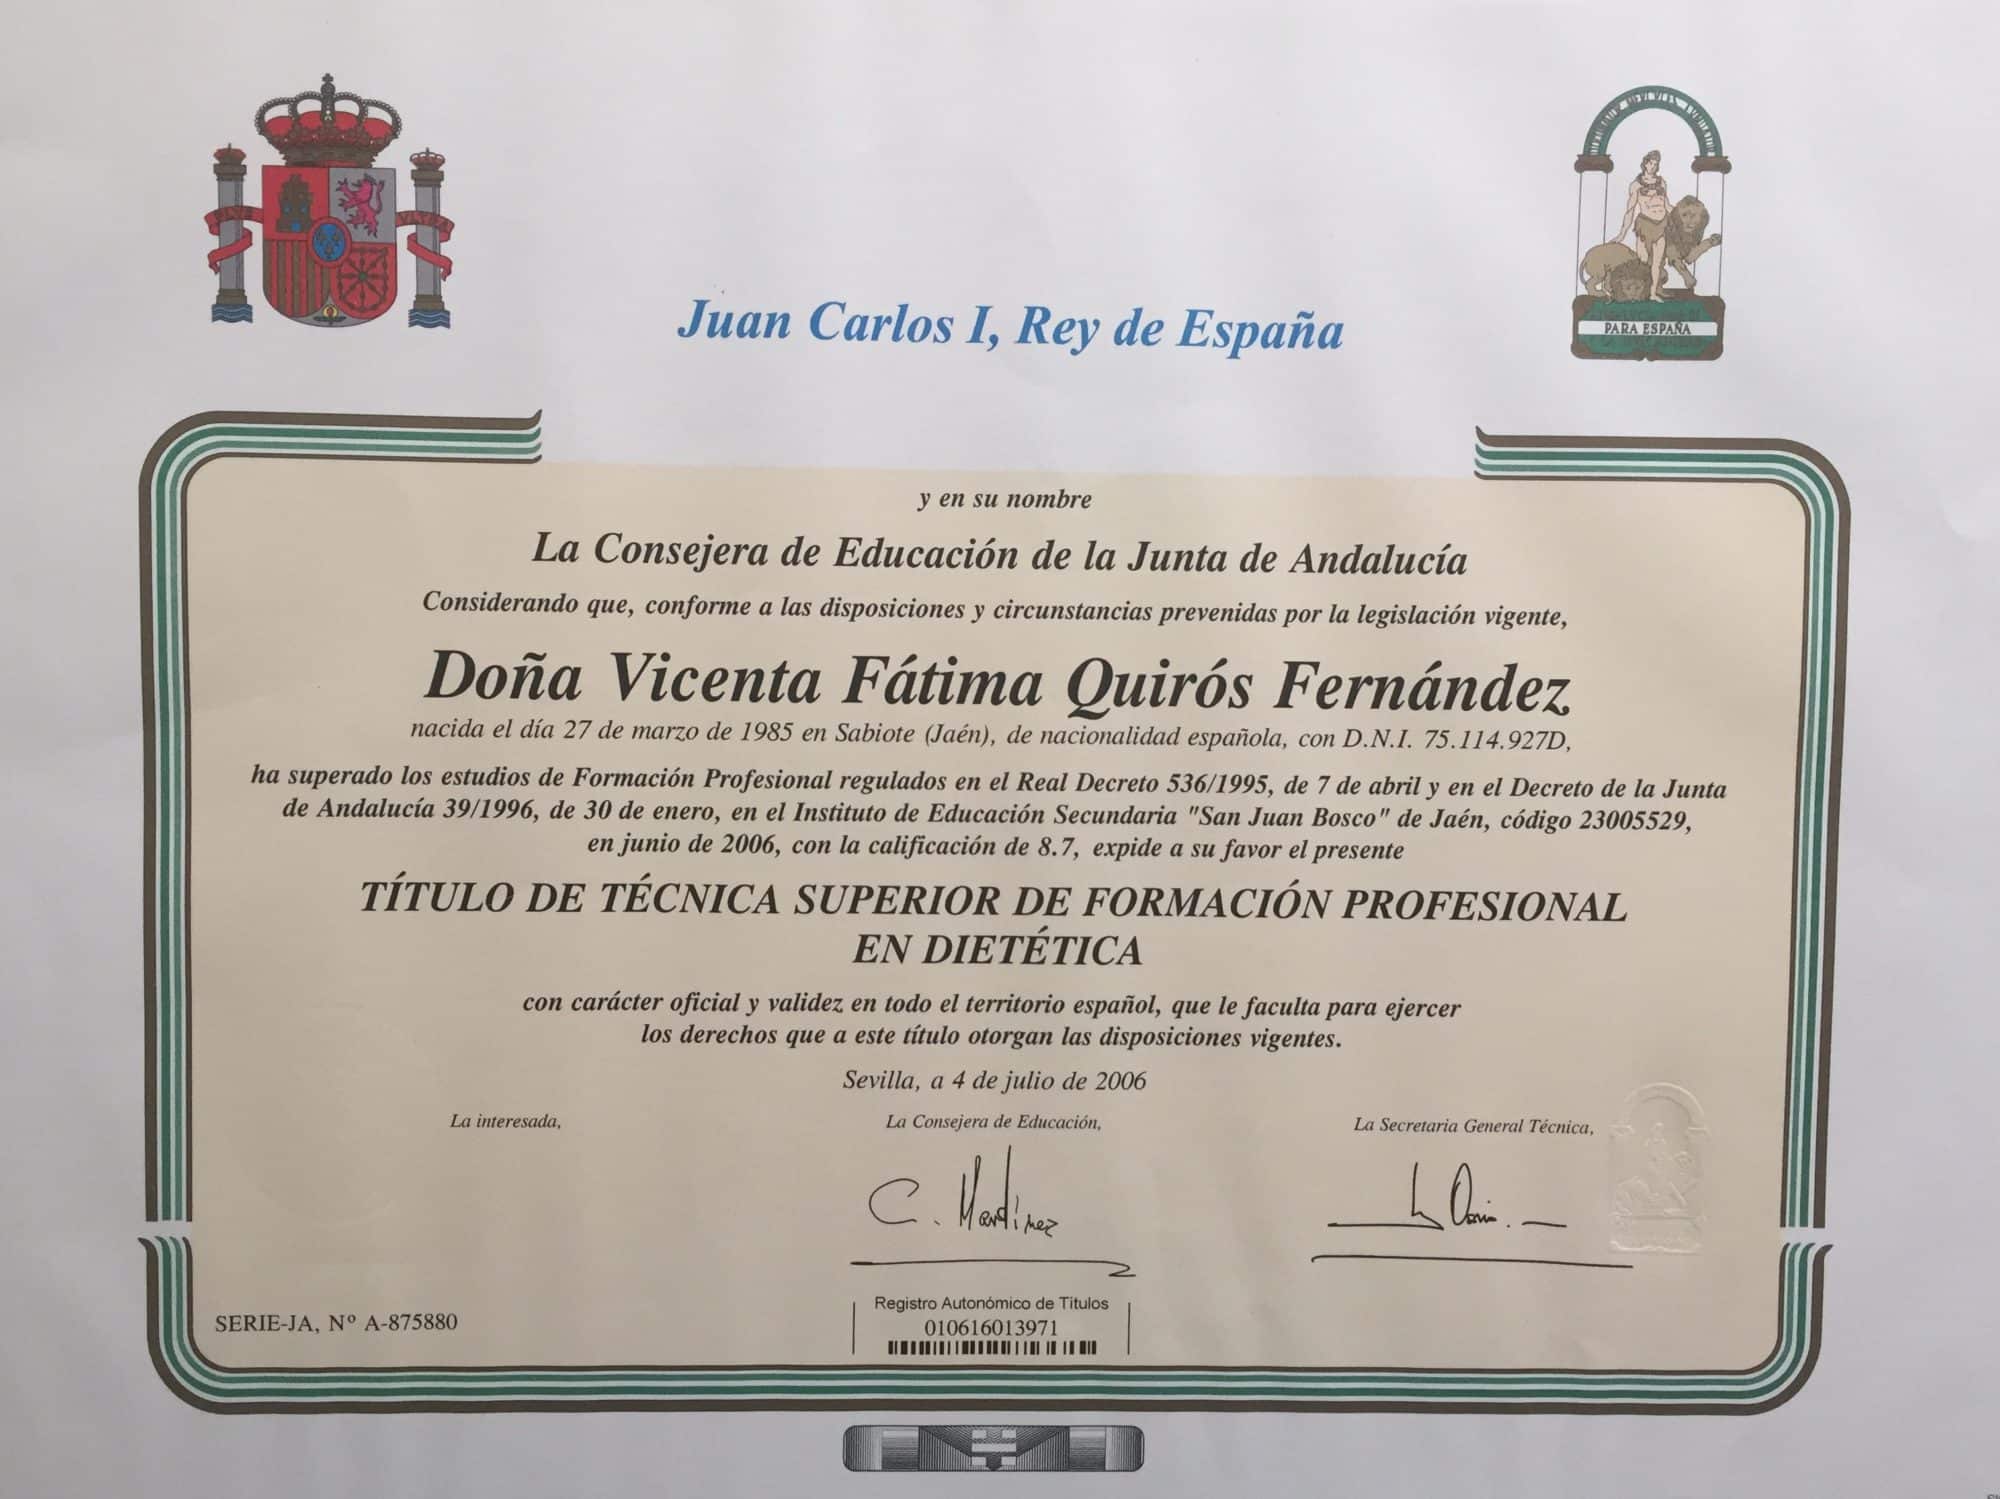 Juan Carlos I, Rey de España
PARA ESPAÑA
y en su nombre
La Consejera de Educación de la Junta de Andalucía
Considerando que, conforme a las disposiciones y circunstancias prevenidas por la legislación vigente,
Doña Vicenta Fátima Quirós Fernández
nacida el día 27 de marzo de 1985 en Sabiote (Jaén), de nacionalidad española, con D.N.I. 75.114.927D,
ha superado los estudios de Formación Profesional regulados en el Real Decreto 536/1995, de 7 de abril y en el Decreto de la Junta
de Andalucía 39/1996, de 30 de enero, en el Instituto de Educación Secundaria "San Juan Bosco" de Jaén, código 23005529,
en junio de 2006, con la calificación de 8.7, expide a su favor el presente
TÍTULO DE TÉCNICA SUPERIOR DE FORMACIÓN PROFESIONAL
EN DIETÉTICA
con carácter oficial y validez en todo el territorio español, que le faculta para ejercer
los derechos que a este título otorgan las disposiciones vigentes.
Sevilla, a 4 de julio de 2006
La interesada,
La Consejera de Educación,
La Secretaria General Técnica,
C. Martínez
SERIE-JA, Nº A-875880
Registro Autonómico de Títulos
010616013971